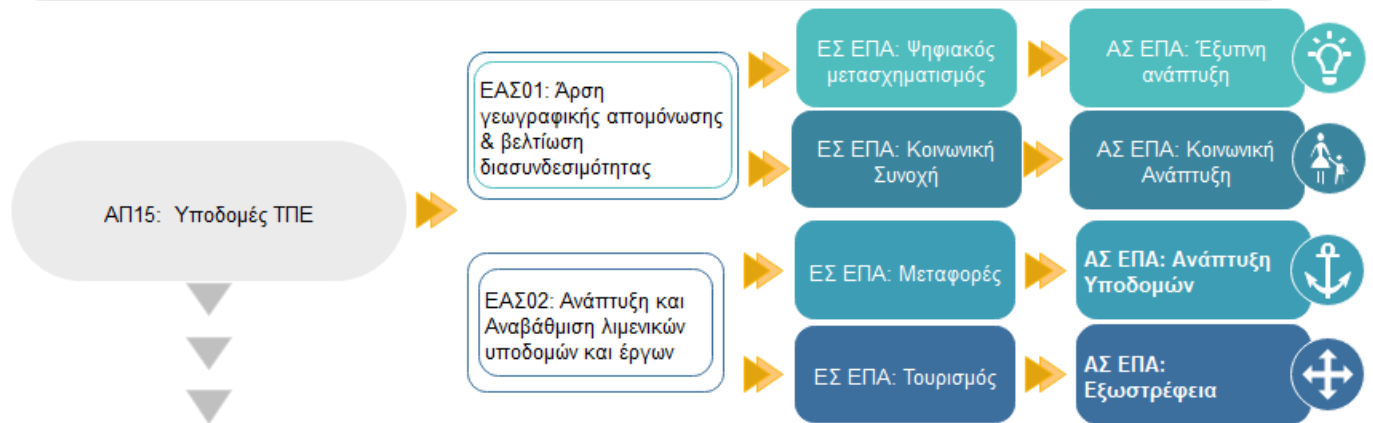 ΑΠ15: Υποδομές ΤΠΕ
ΕΑΣ01: Άρση
γεωγραφικής απομόνωσης
& βελτίωση
διασυνδεσιμότητας
ΕΣ ΕΠΑ: Ψηφιακός
μετασχηματισμός
ΑΣ ΕΠΑ: Έξυπνη
ανάπτυξη
ΕΣ ΕΠΑ: Κοινωνική
Συνοχή
ΑΣ ΕΠΑ: Κοινωνική
Ανάπτυξη
ΕΑΣ02: Ανάπτυξη και
Αναβάθμιση λιμενικών
υποδομών και έργων
ΕΣ ΕΠΑ: Μεταφορές
ΑΣ ΕΠΑ: Ανάπτυξη
Υποδομών
ΕΣ ΕΠΑ: Τουρισμός
ΑΣ ΕΠΑ:
Εξωστρέφεια